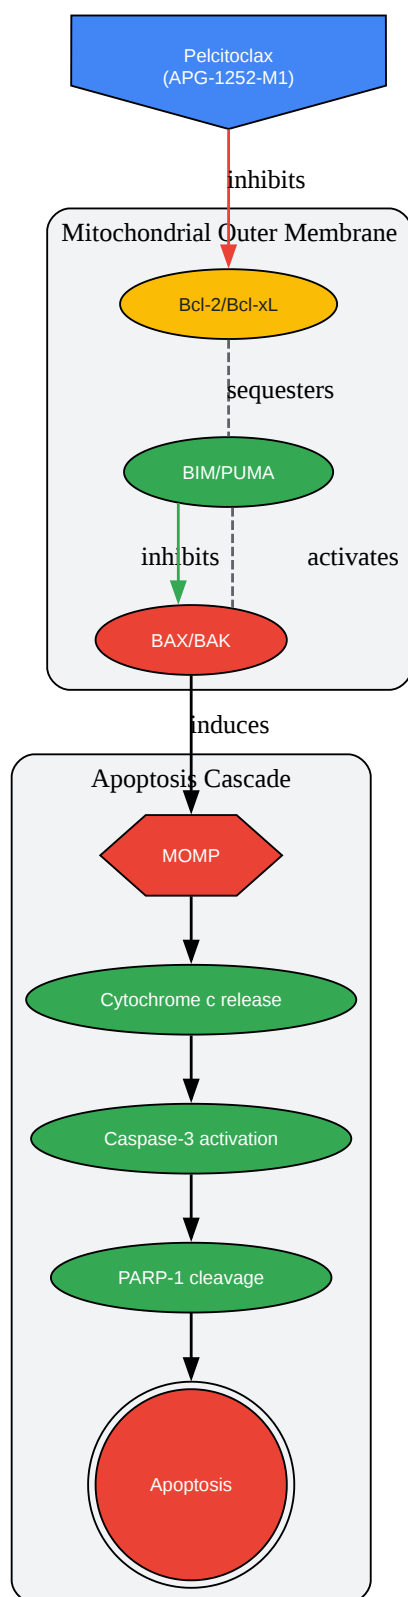 Pelcitoclax
(APG-1252-M1)
inhibits
Mitochondrial Outer Membrane
Bcl-2/Bcl-xL
sequesters
BIM/PUMA
inhibits
activates
BAX/BAK
induces
Apoptosis Cascade
MOMP
Cytochrome c release
Caspase-3 activation
PARP-1 cleavage
Apoptosis